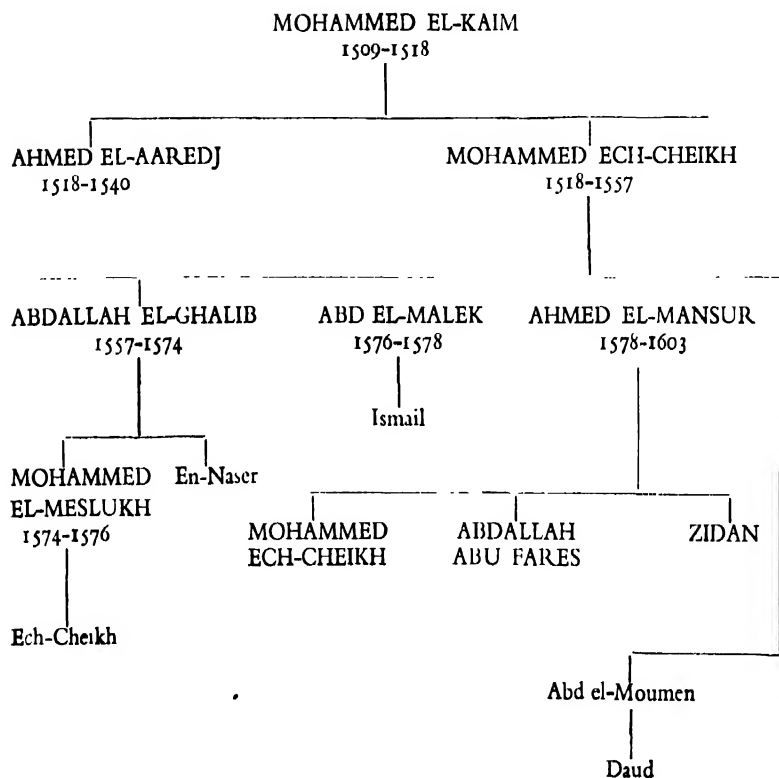 MOHAMMED EL-KAIM
1509-1518
AHMED EL-AAREDJ
1518-1540
MOHAMMED ECH-CHEIKH
1518-1557
ABDALLAH EL-GHALIB
1557-1574
ABD EL-MALEK
1576-1578
AHMED EL-MANSUR
1578-1603
Ismail
MOHAMMED
EL-MESLUKH
1574-1576
En-Naser
MOHAMMED
ECH-CHEIKH
ABDALLAH
ABU FARES
ZIDAN
Ech-Cheikh
Abd el-Moumen
Daud